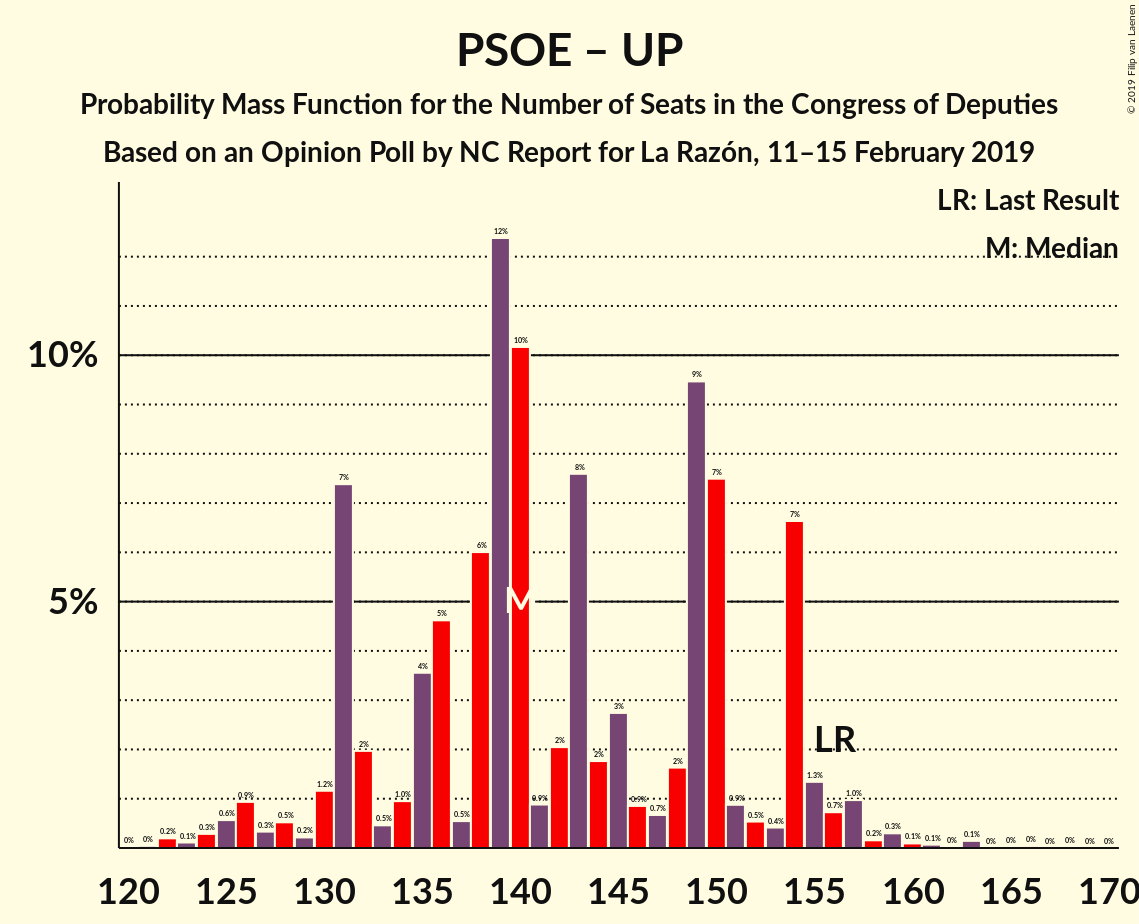 PSOE – UP
Probability Mass Function for the Number of Seats in the Congress of Deputies
Based on an Opinion Poll by NC Report for La Razón, 11–15 February 2019
© 2019 Filip van Laenen
LR: Last Result
M: Median
10%
5%
0% 0% 0.2% 0.1% 0.3% 0.6% 0.9% 0.3% 0.5% 0.2% 1.2% 7% 2% 0.5% 1.0% 4% 5% 0.5% 6% 12% 10% 0.9% 2% 8% 2% 3% 0.9% 0.7% 2% 9% 7% 0.9% 0.5% 0.4% 7% 1.3% 0.7% 1.0% 0.2% 0.3% 0.1% 0.1% 0% 0.1% 0% 0% 0% 0% 0% 0% 0%
M
LR
120 125 130 135 140 145 150 155 160 165 170